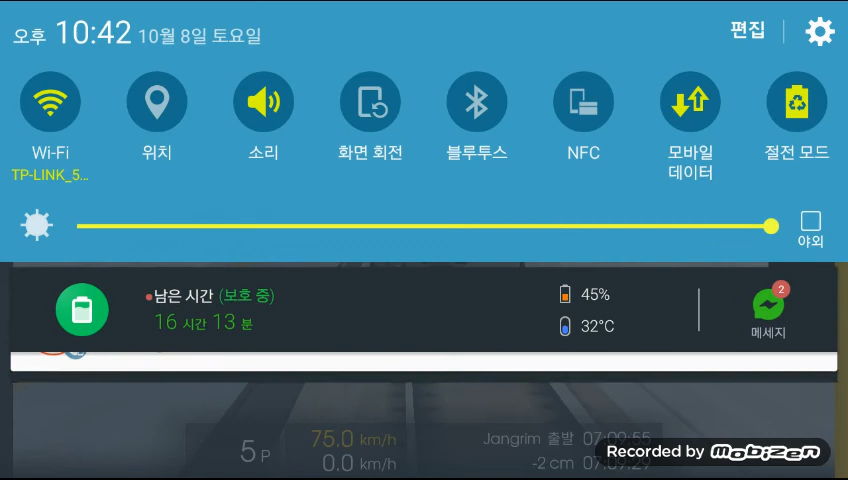 오후 10:42 10월 8일 토요일
편집
Wi-Fi
TP-LINK_5...
위치
소리
화면 회전
블루투스
NFC
모바일
데이터
절전 모드
야외
남은 시간 (보호 중)
16 시간 13 분
45%
32°C
2
메세지
5 P
75.0 km/h
0.0 km/h
Jangrim 출발 07:09:55
-2 cm 07:09:29
Recorded by mobizen